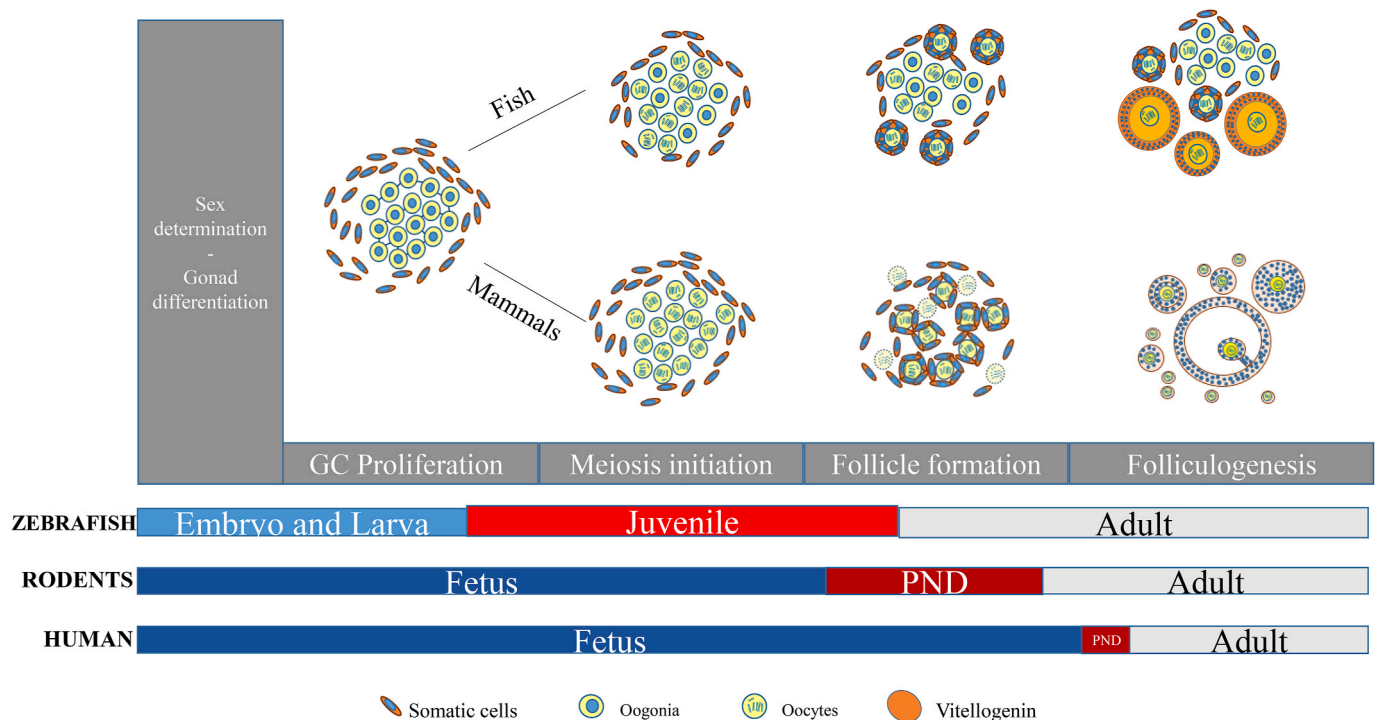 Fish
Mammals
Sex
determination
-
Gonad
differentiation
GC Proliferation
Meiosis initiation
Follicle formation
Folliculogenesis
ZEBRAFISH
Embryo and Larva
Juvenile
Adult
RODENTS
Fetus
PND
Adult
HUMAN
Fetus
PND
Adult
Somatic cells
Oogonia
Oocytes
Vitellogenin